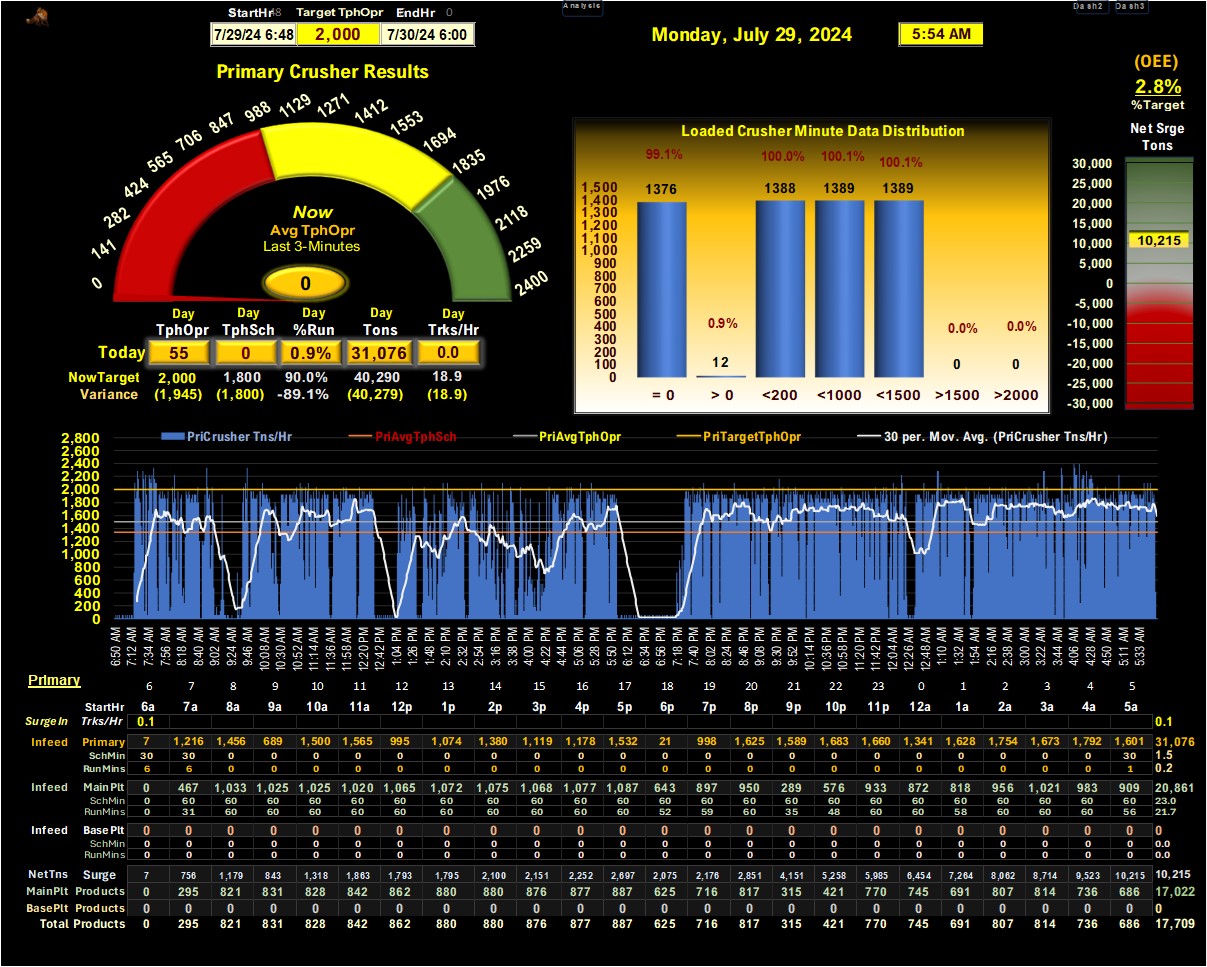 Analysis
Dash2 Dash3
StartHr 48 Target TphOpr EndHr 0
7/29/24 6:48 2,000 7/30/24 6:00
Monday, July 29, 2024
5:54 AM
Primary Crusher Results
0
141
282
424
565
706
847
988
1129
1271
1412
1553
1694
1835
1976
2118
2259
2400
Now
Avg TphOpr
Last 3-Minutes
0
Day Day Day Day Day
TphOpr TphSch %Run Tons Trks/Hr
Today 55 0 0.9% 31,076 0.0
NowTarget 2,000 1,800 90.0% 40,290 18.9
Variance (1,945) (1,800) -89.1% (40,279) (18.9)
Loaded Crusher Minute Data Distribution
99.1% 100.0% 100.1% 100.1%
1376 1388 1389 1389
0.9% 0.0% 0.0%
12 0 0
1,500
1,400
1,300
1,200
1,100
1,000
900
800
700
600
500
400
300
200
100
0
= 0 > 0 <200 <1000 <1500 >1500 >2000
(OEE)
2.8%
%Target
Net Srge
Tons
30,000
25,000
20,000
15,000
10,000
5,000
0
-5,000
-10,000
-15,000
-20,000
-25,000
-30,000
10,215
PriCrusher Tns/Hr PriAvgTphSch PriAvgTphOpr PriTargetTphOpr 30 per. Mov. Avg. (PriCrusher Tns/Hr)
2,800
2,600
2,400
2,200
2,000
1,800
1,600
1,400
1,200
1,000
800
600
400
200
0
6:50 AM 7:12 AM 7:34 AM 7:56 AM 8:18 AM 8:40 AM 9:02 AM 9:24 AM 9:46 AM 10:08 AM 10:30 AM 10:52 AM 11:14 AM 11:36 AM 11:58 AM 12:20 PM 12:42 PM 1:04 PM 1:26 PM 1:48 PM 2:10 PM 2:32 PM 2:54 PM 3:16 PM 3:38 PM 4:00 PM 4:22 PM 4:44 PM 5:06 PM 5:28 PM 5:50 PM 6:12 PM 6:34 PM 6:56 PM 7:18 PM 7:40 PM 8:02 PM 8:24 PM 8:46 PM 9:08 PM 9:30 PM 9:52 PM 10:14 PM 10:36 PM 10:58 PM 11:20 PM 11:42 PM 12:04 AM 12:26 AM 12:48 AM 1:10 AM 1:32 AM 1:54 AM 2:16 AM 2:38 AM 3:00 AM 3:22 AM 3:44 AM 4:06 AM 4:28 AM 4:50 AM 5:11 AM 5:33 AM
Primary
6 7 8 9 10 11 12 13 14 15 16 17 18 19 20 21 22 23 0 1 2 3 4 5
StartHr 6a 7a 8a 9a 10a 11a 12p 1p 2p 3p 4p 5p 6p 7p 8p 9p 10p 11p 12a 1a 2a 3a 4a 5a
SurgeIn Trks/Hr 0.1 0.1
Infeed Primary 7 1,216 1,456 689 1,500 1,565 995 1,074 1,380 1,119 1,178 1,532 21 998 1,625 1,589 1,683 1,660 1,341 1,628 1,754 1,673 1,792 1,601 31,076
SchMin 30 30 0 0 0 0 0 0 0 0 0 0 0 0 0 0 0 0 0 0 0 0 0 30 1.5
RunMins 6 6 0 0 0 0 0 0 0 0 0 0 0 0 0 0 0 0 0 0 0 0 0 1 0.2
Infeed MainPlt 0 467 1,033 1,025 1,025 1,020 1,065 1,072 1,075 1,068 1,077 1,087 643 897 950 289 576 933 872 818 956 1,021 983 909 20,861
SchMin 0 60 60 60 60 60 60 60 60 60 60 60 60 60 60 60 60 60 60 60 60 60 60 60 23.0
RunMins 0 31 60 60 60 60 60 60 60 60 60 60 52 59 60 35 48 60 60 58 60 60 60 56 21.7
Infeed BasePlt 0 0 0 0 0 0 0 0 0 0 0 0 0 0 0 0 0 0 0 0 0 0 0 0 0
SchMin 0 0 0 0 0 0 0 0 0 0 0 0 0 0 0 0 0 0 0 0 0 0 0 0 0.0
RunMins 0 0 0 0 0 0 0 0 0 0 0 0 0 0 0 0 0 0 0 0 0 0 0 0 0.0
NetTns Surge 7 756 1,179 843 1,318 1,863 1,793 1,795 2,100 2,151 2,252 2,697 2,075 2,176 2,851 4,151 5,258 5,985 6,454 7,264 8,062 8,714 9,523 10,215 10,215
MainPlt Products 0 295 821 831 828 842 862 880 880 876 877 887 625 716 817 315 421 770 745 691 807 814 736 686 17,022
BasePlt Products 0 0 0 0 0 0 0 0 0 0 0 0 0 0 0 0 0 0 0 0 0 0 0 0 0
Total Products 0 295 821 831 828 842 862 880 880 876 877 887 625 716 817 315 421 770 745 691 807 814 736 686 17,709